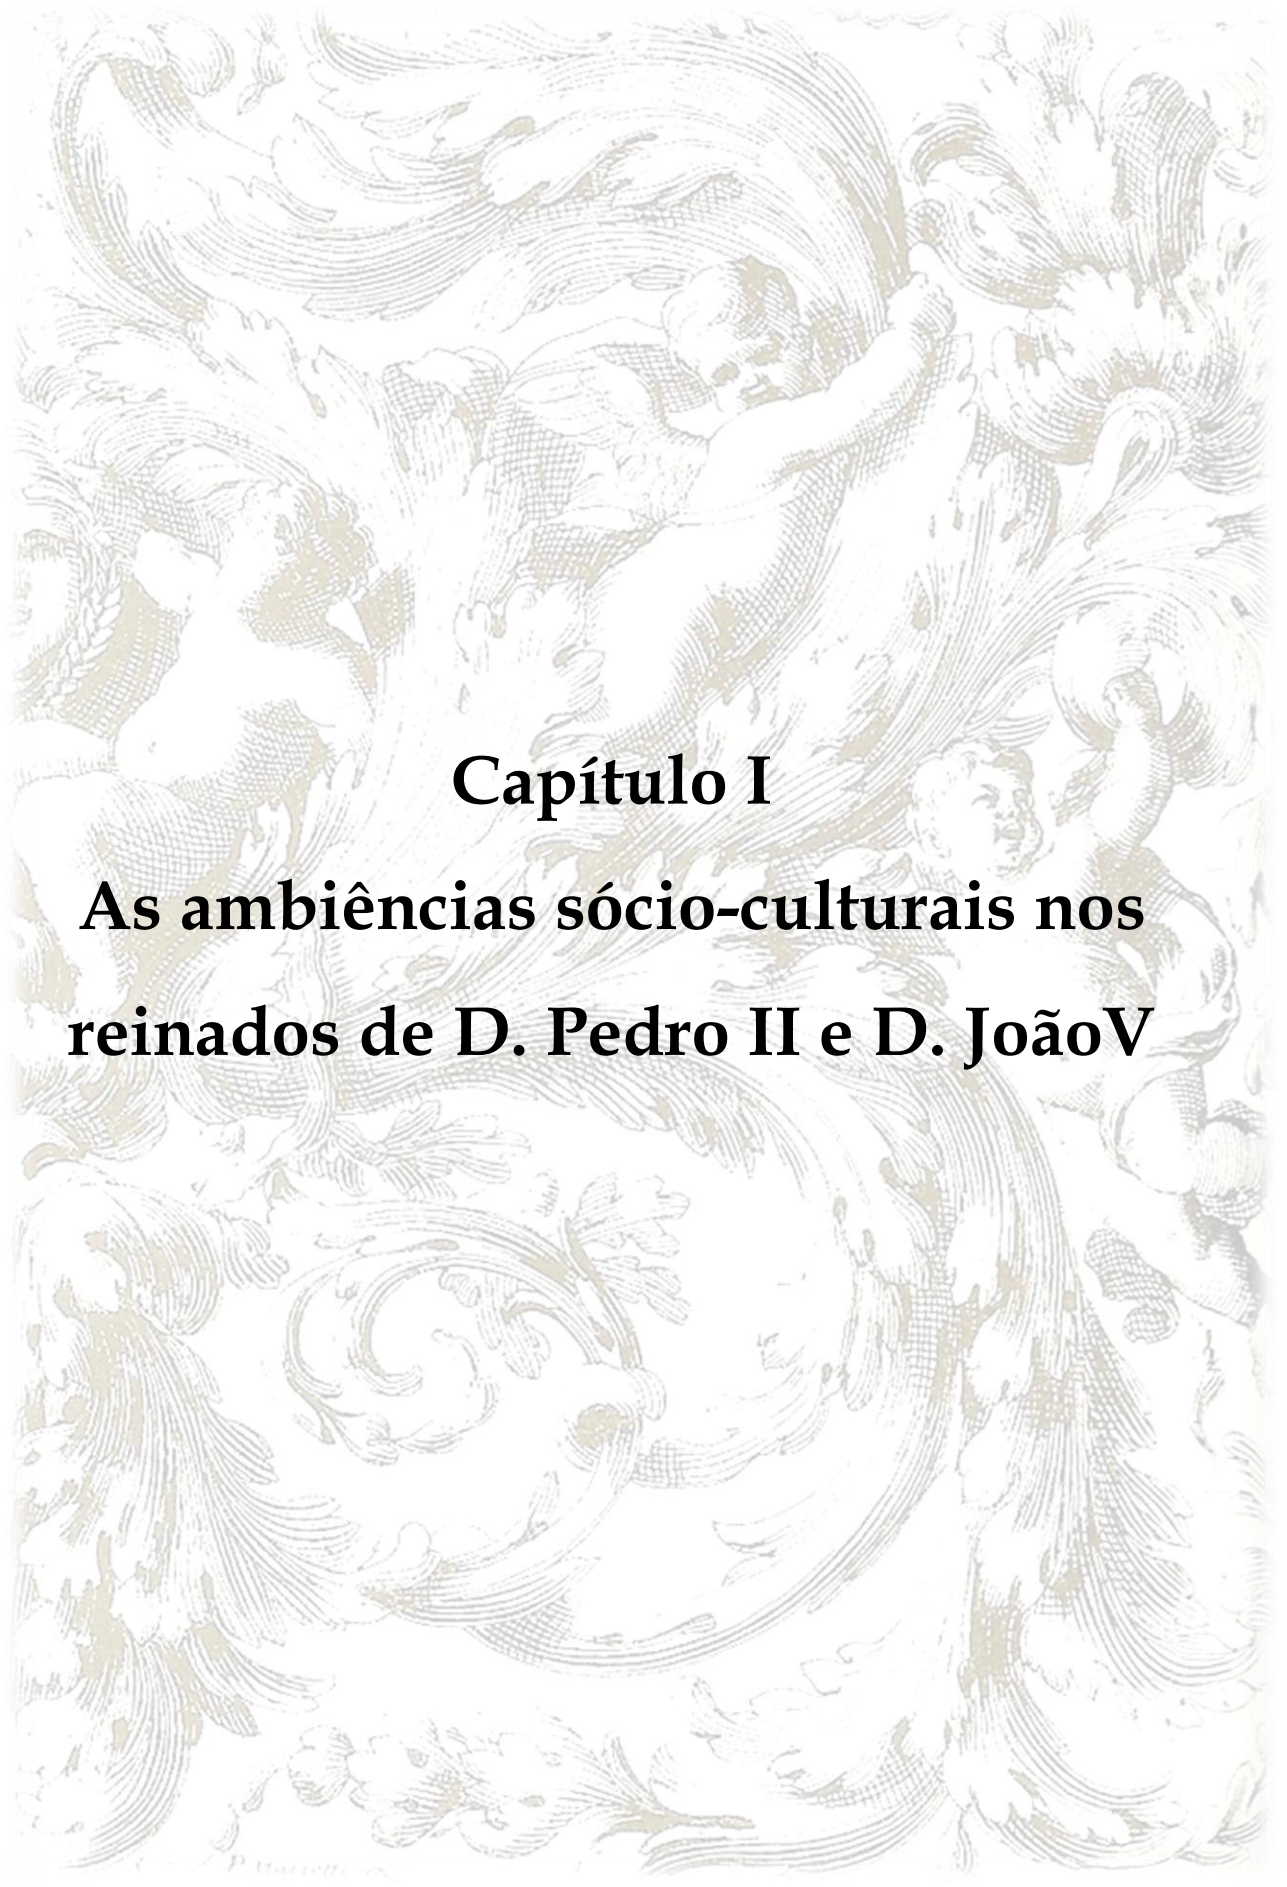 Capítulo I
As ambiências sócio-culturais nos
reinados de D. Pedro II e D. JoãoV